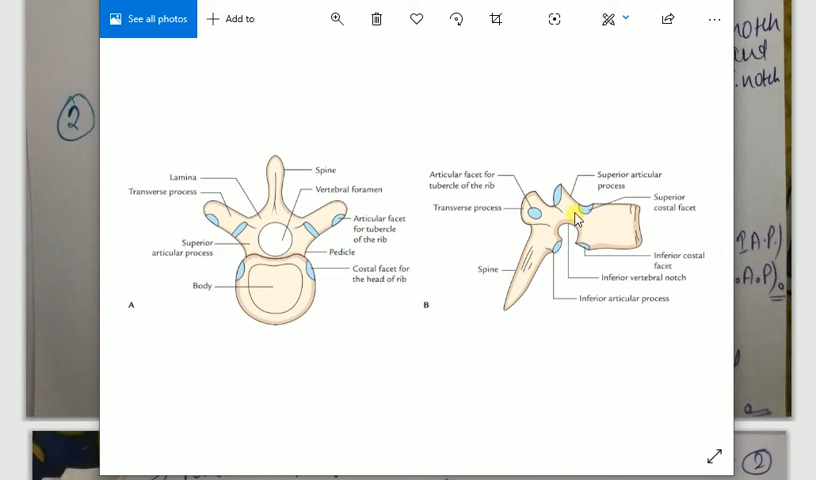 See all photos
Add to
notch
cut
notch
2
Lamina
Transverse process
Superior
articular process
Body
A
Spine
Vertebral foramen
Articular facet
for tubercle
of the rib
Pedicle
Costal facet for
the head of rib
Articular facet for
tubercle of the rib
Transverse process
Spine
B
Superior articular
process
Superior
costal facet
Inferior costal
facet
Inferior vertebral notch
Inferior articular process
A.P.)
.A.P).
2